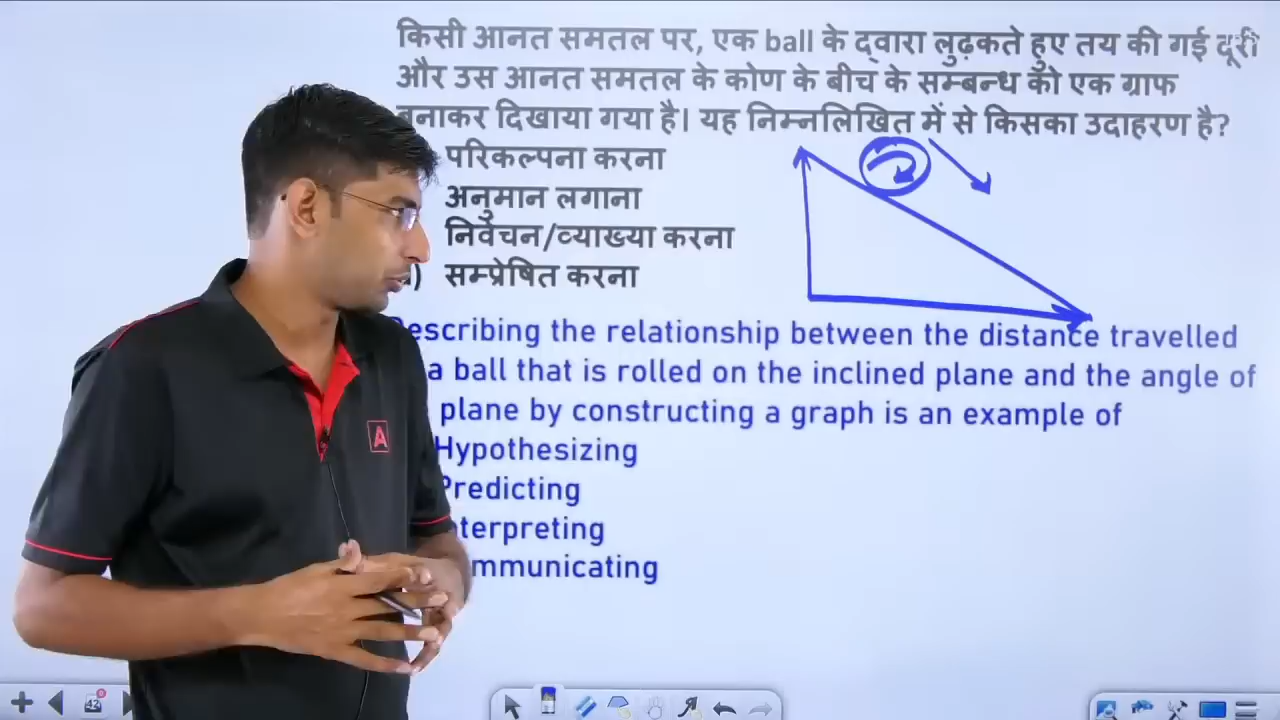 किसी आनत समतल पर, एक ball के द्वारा लुढ़कते हुए तय की गई दूरी
और उस आनत समतल के कोण के बीच के सम्बन्ध को एक ग्राफ
बनाकर दिखाया गया है। यह निम्नलिखित में से किसका उदाहरण है?
परिकल्पना करना
अनुमान लगाना
निर्वचन/व्याख्या करना
) सम्प्रेषित करना
Describing the relationship between the distance travelled
a ball that is rolled on the inclined plane and the angle of
plane by constructing a graph is an example of
Hypothesizing
Predicting
nterpreting
mmunicating
A